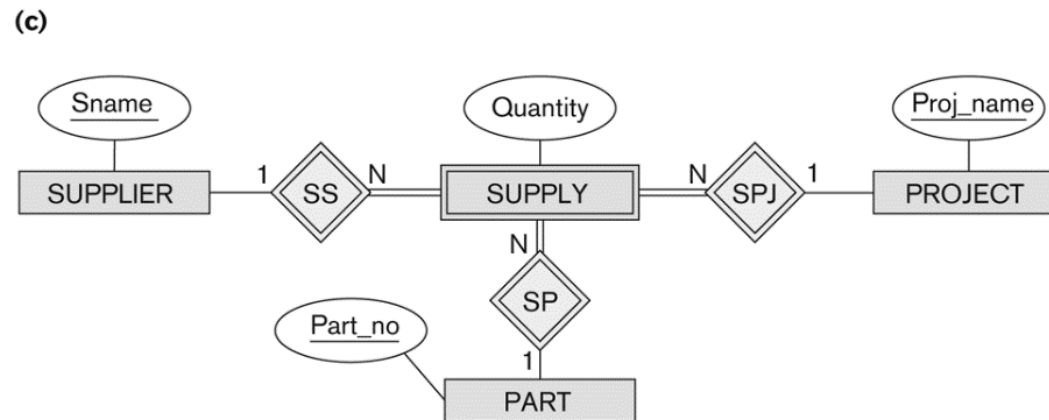 (c)
Sname
Quantity
Proj_name
SUPPLIER
1
SS
N
SUPPLY
N
SPJ
1
PROJECT
N
SP
Part_no
1
PART